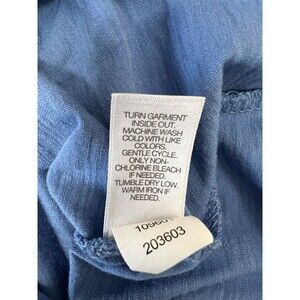 TURN GARMENT
INSIDE OUT.
MACHINE WASH
COLD WITH LIKE
COLORS.
GENTLE CYCLE.
ONLY NON-
CHLORINE BLEACH
IF NEEDED.
TUMBLE DRY LOW.
WARM IRON IF
NEEDED.
203603